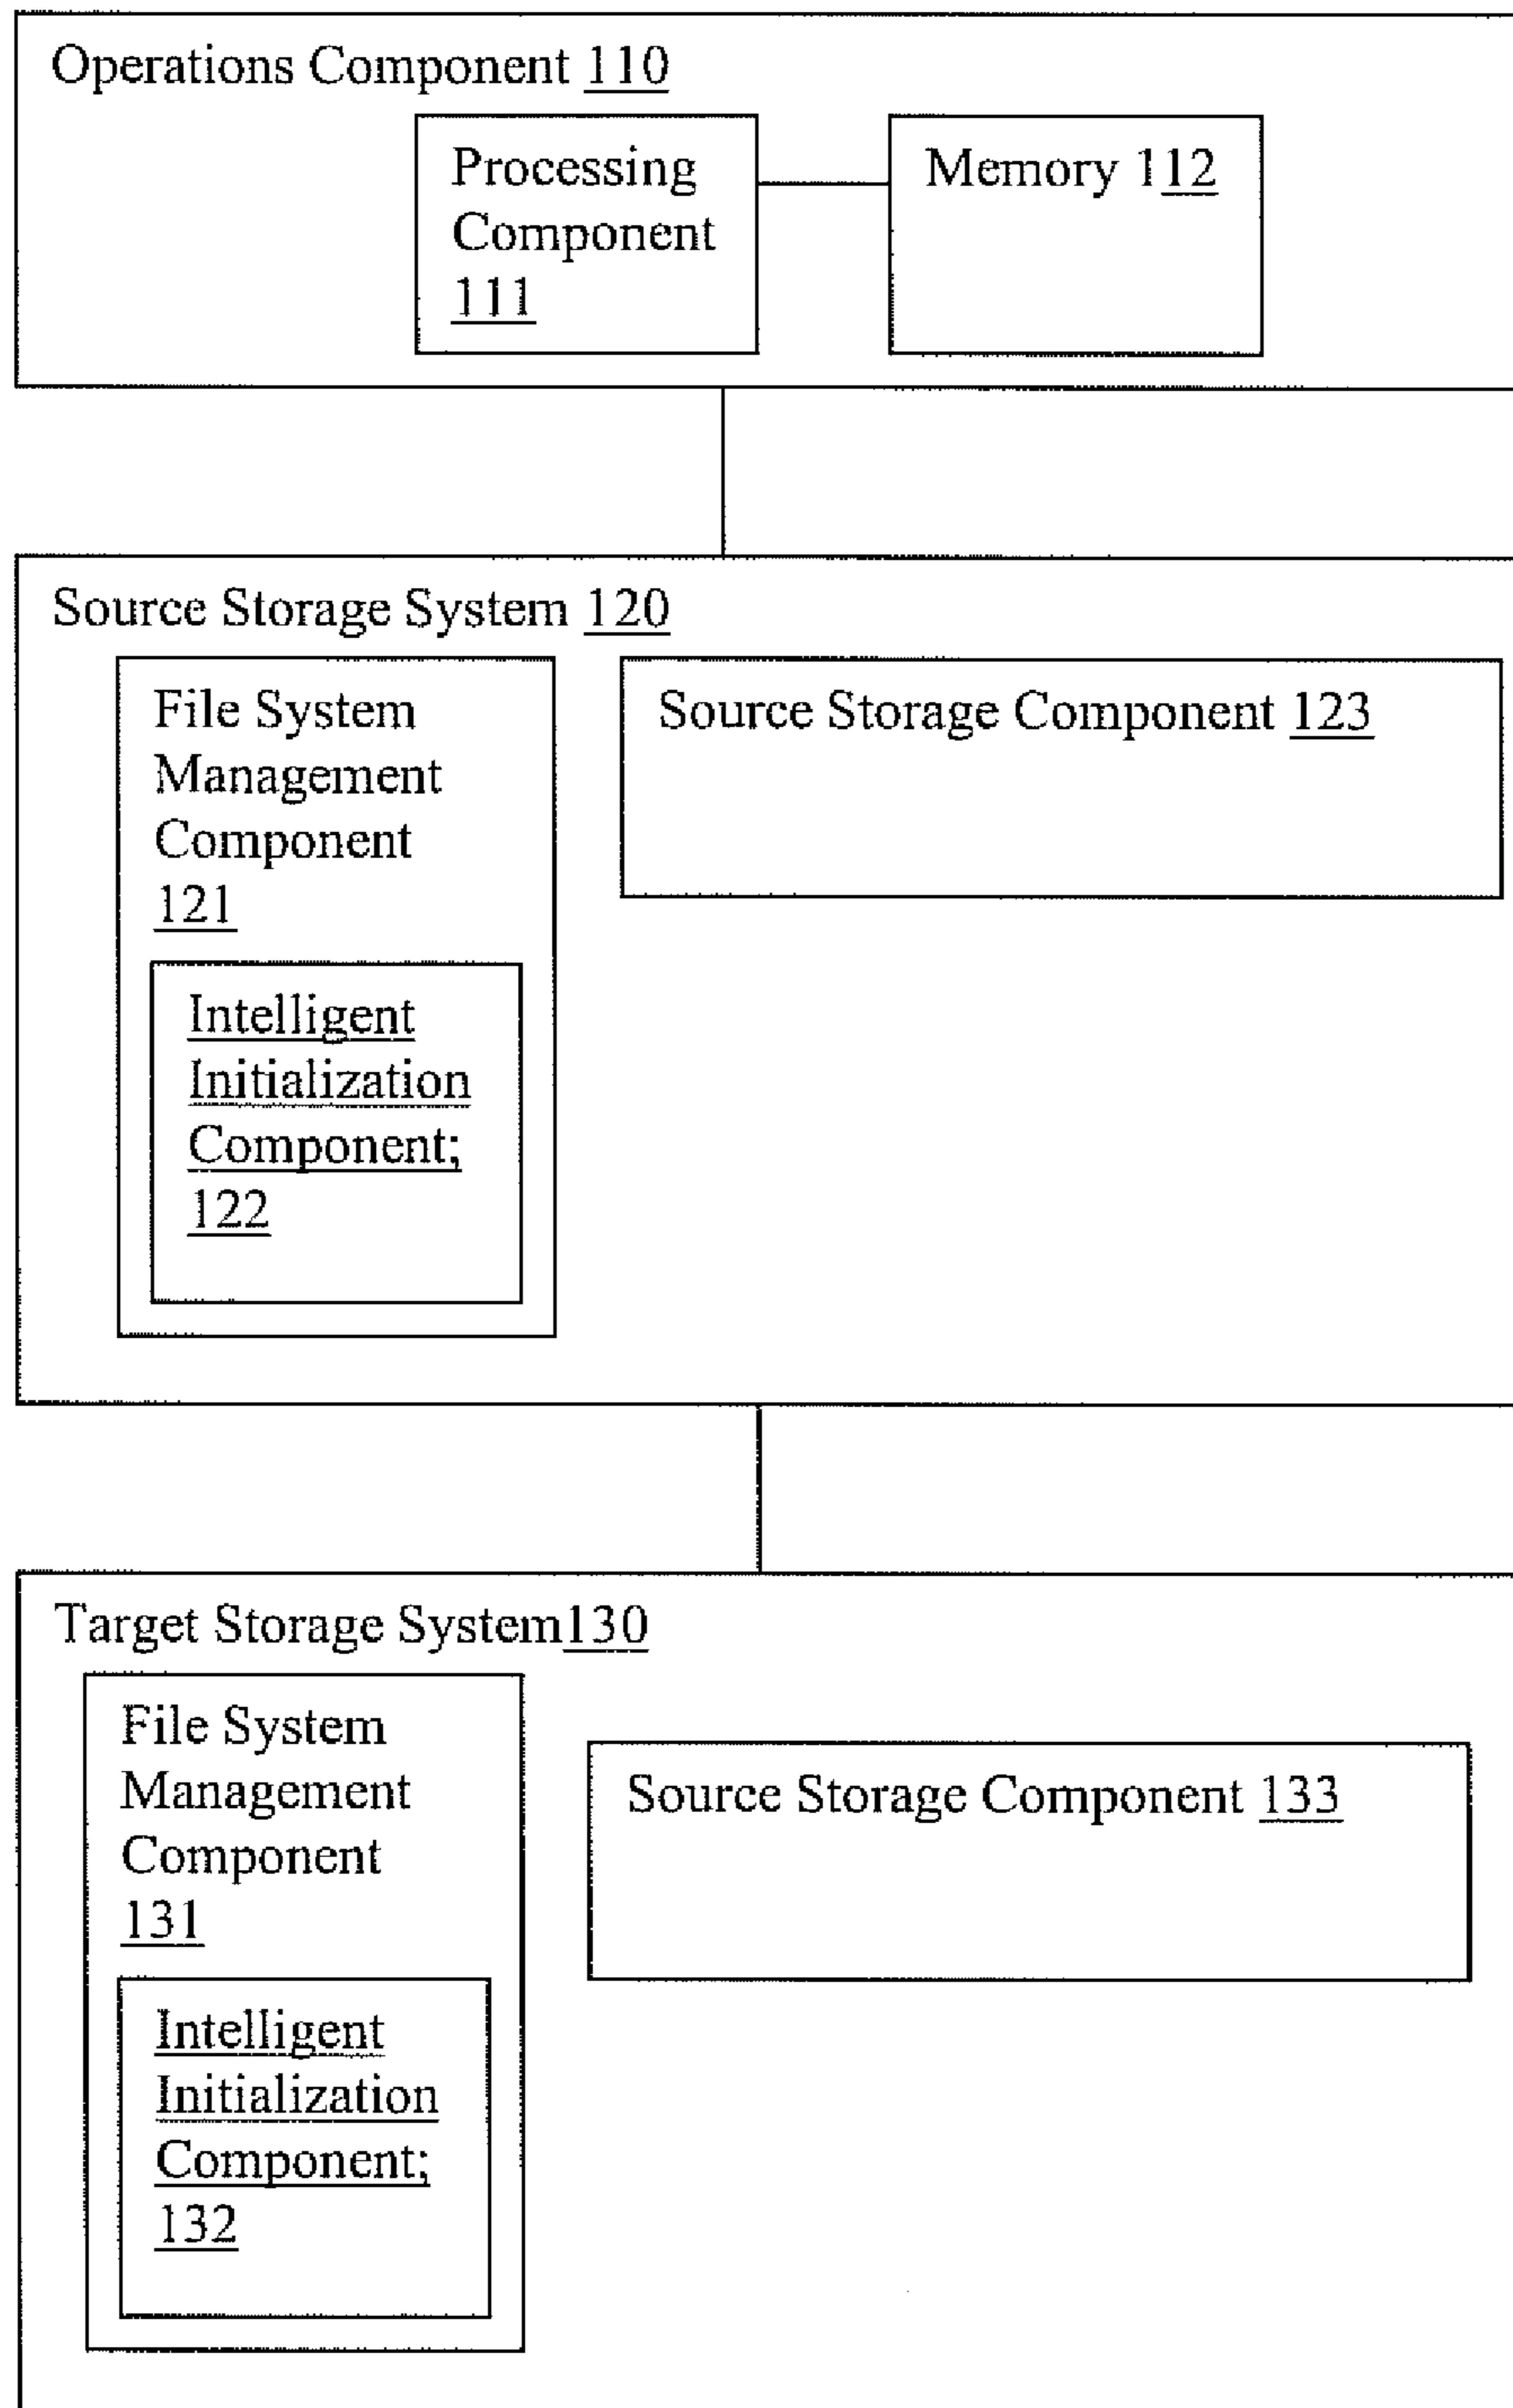 Operations Component 110
Processing
Component
111
Memory 112
Source Storage System 120
File System
Management
Component
121
Source Storage Component 123
Intelligent
Initialization
Component;
122
Target Storage System130
File System
Management
Component
131
Source Storage Component 133
Intelligent
Initialization
Component;
132